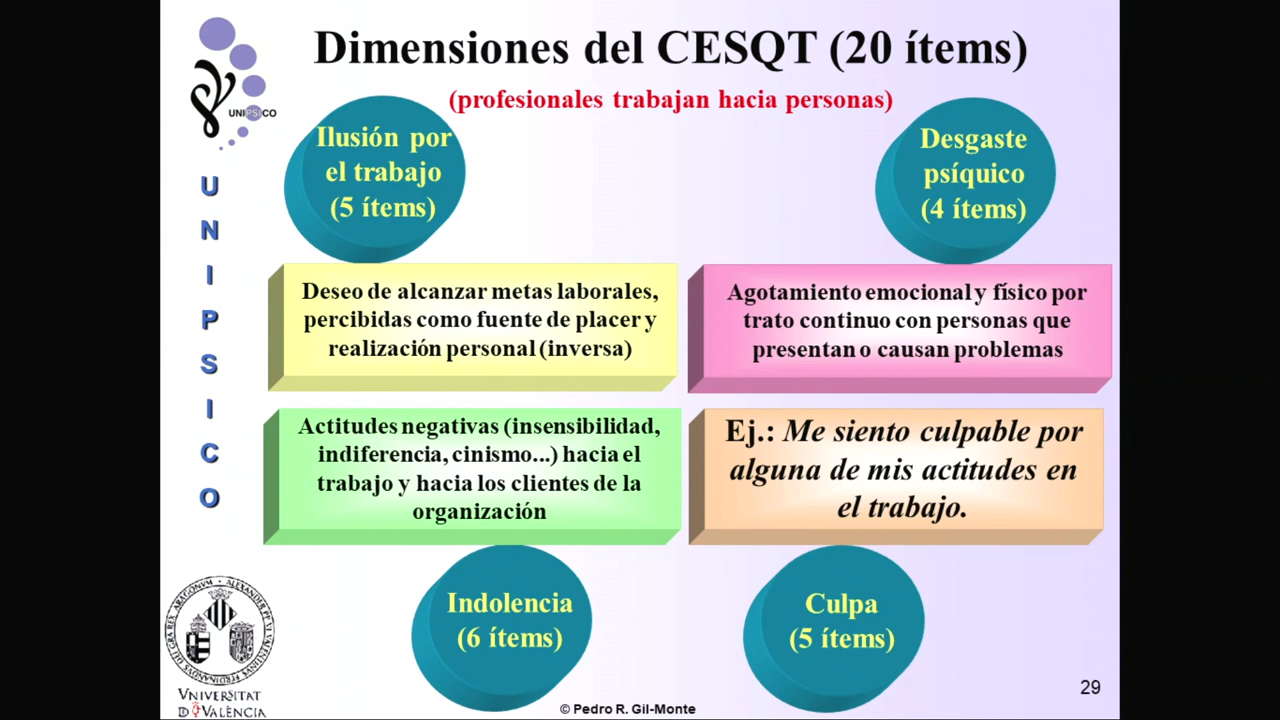 Dimensiones del CESQT (20 ítems)
(profesionales trabajan hacia personas)
UNIPSICO
U
N
I
P
S
I
C
O
Ilusión por
el trabajo
(5 ítems)
Desgaste
psíquico
(4 ítems)
Deseo de alcanzar metas laborales,
percibidas como fuente de placer y
realización personal (inversa)
Agotamiento emocional y físico por
trato continuo con personas que
presentan o causan problemas
Actitudes negativas (insensibilidad,
indiferencia, cinismo...) hacia el
trabajo y hacia los clientes de la
organización
Ej.: Me siento culpable por
alguna de mis actitudes en
el trabajo.
Indolencia
(6 ítems)
Culpa
(5 ítems)
VNIVERSITAT
DE VALÈNCIA
© Pedro R. Gil-Monte
29